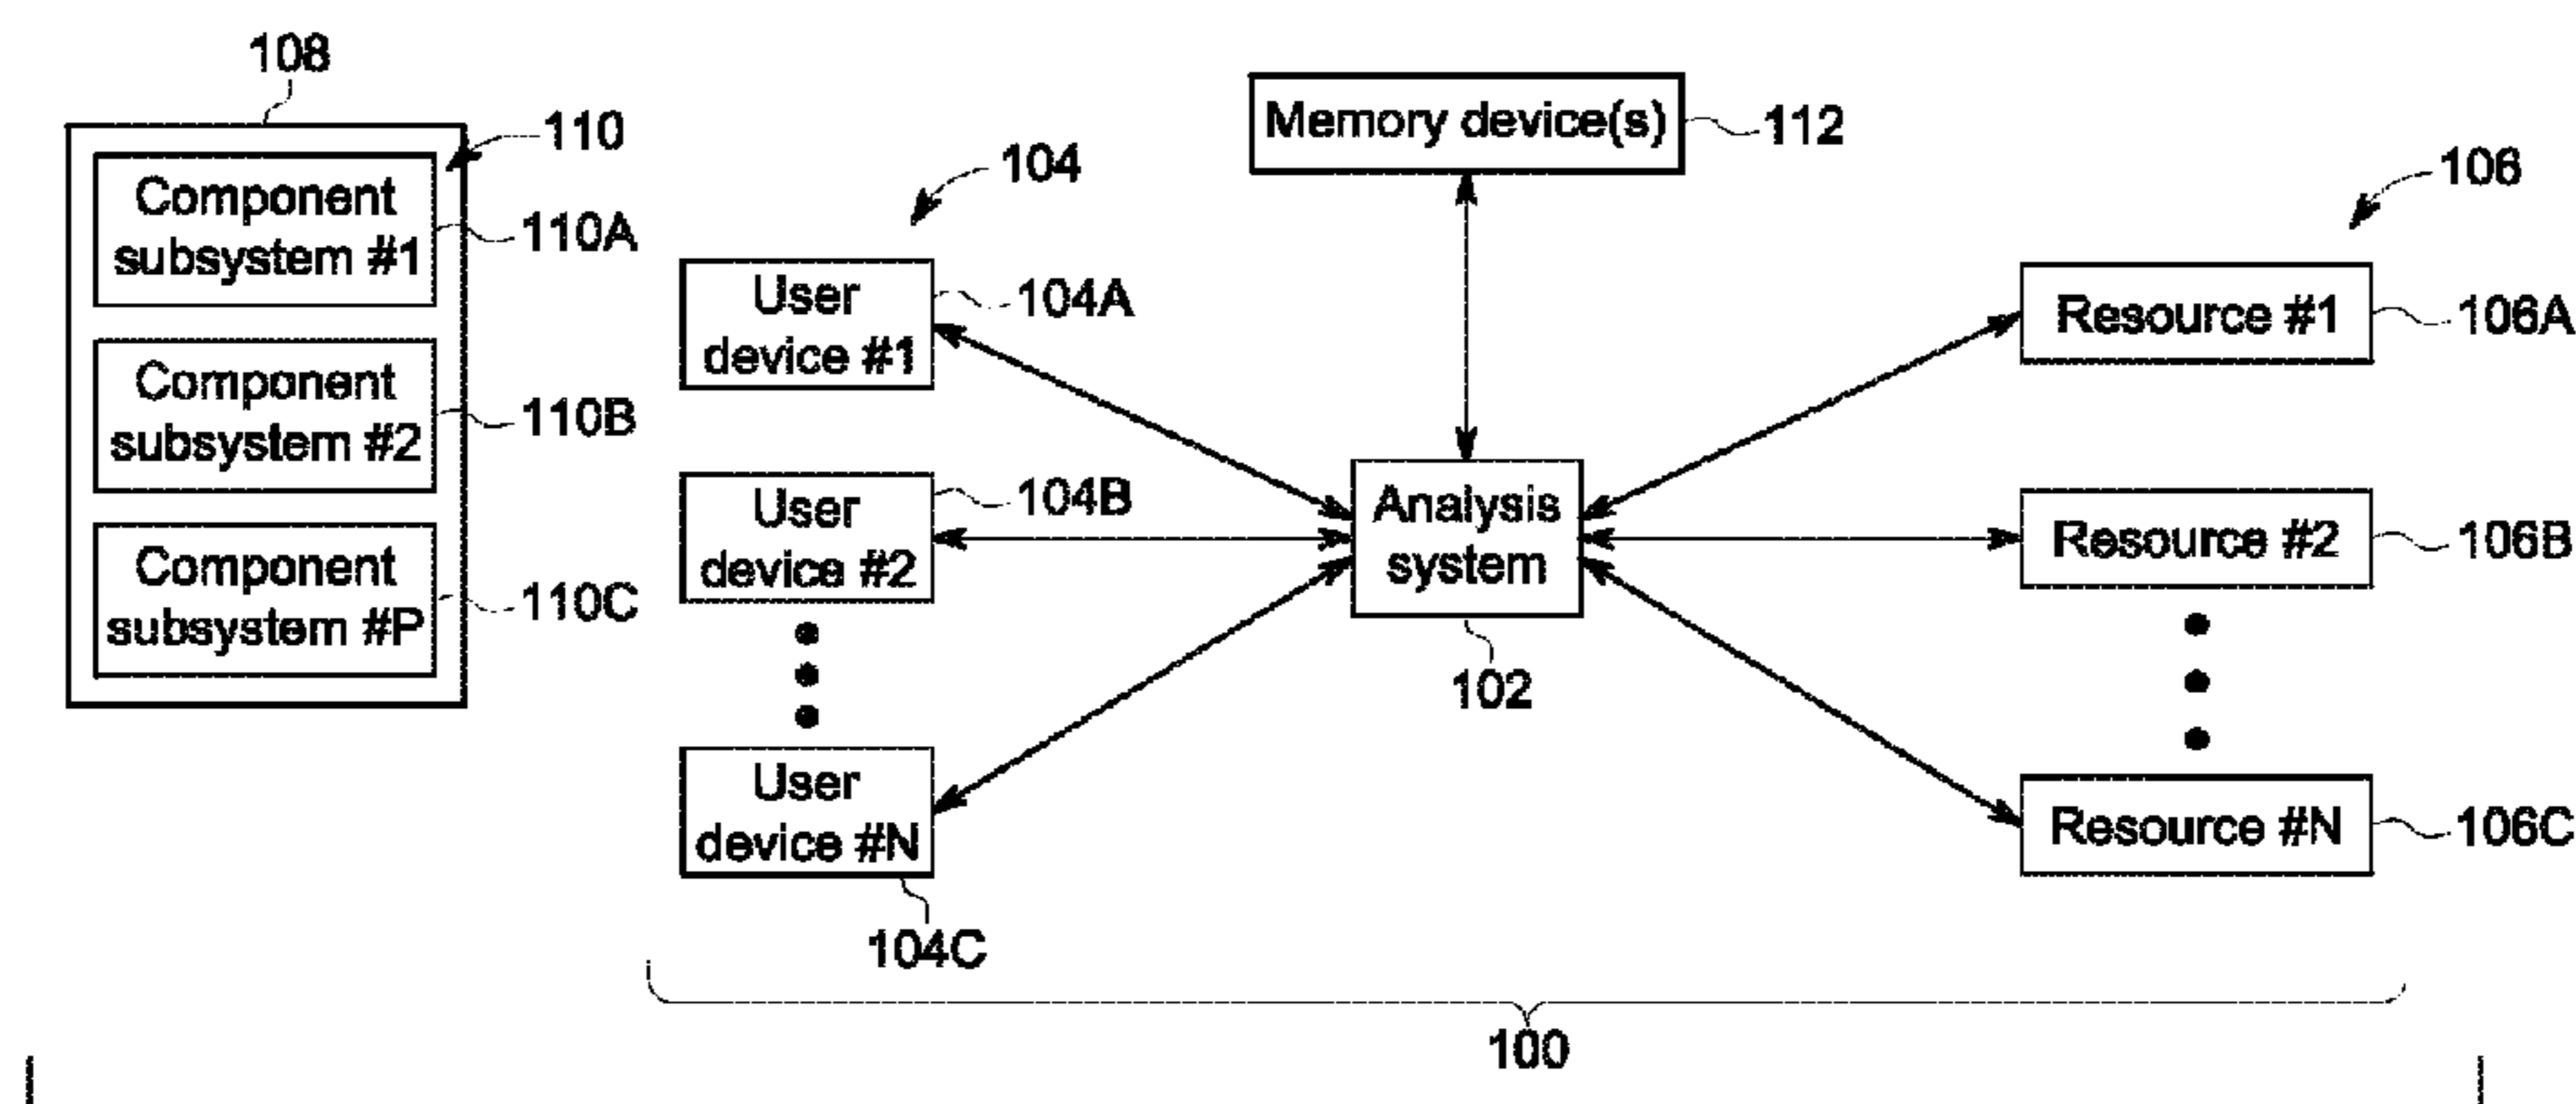 108
110
Component
subsystem #1
110A
Component
subsystem #2
110B
Component
subsystem #P
110C
104
User
device #1
104A
User
device #2
104B
User
device #N
104C
Memory device(s)
112
Analysis
system
102
106
Resource #1
106A
Resource #2
106B
Resource #N
106C
100